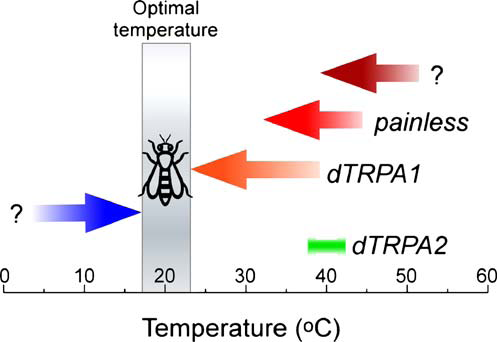 Optimal
temperature
?
painless
dTRPA1
?
dTRPA2
0 10 20 30 40 50 60
Temperature (oC)